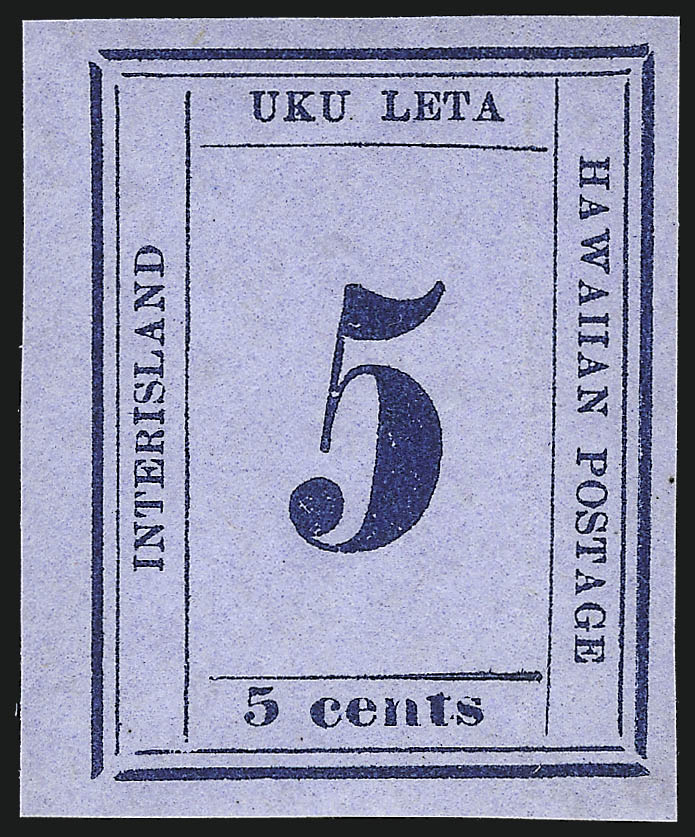 UKU LETA
INTERISLAND
5
HAWAIIAN POSTAGE
5 cents